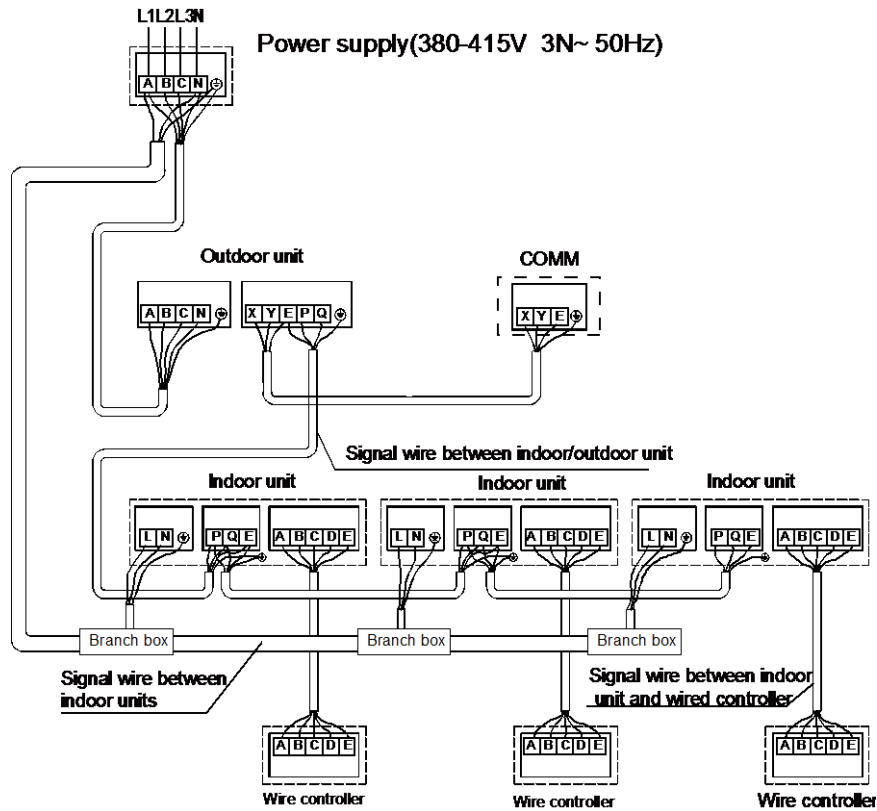 L1L2L3N
Power supply(380-415V 3N~ 50Hz)
A B C N
Outdoor unit
COMM
A B C N
X Y E P Q
X Y E
Signal wire between indoor/outdoor unit
Indoor unit
Indoor unit
Indoor unit
L N
P Q E
A B C D E
L N
P Q E
A B C D E
L N
P Q E
A B C D E
Branch box
Branch box
Branch box
Signal wire between
indoor units
Signal wire between indoor
unit and wired controller
A B C D E
A B C D E
A B C D E
Wire controller
Wire controller
Wire controller